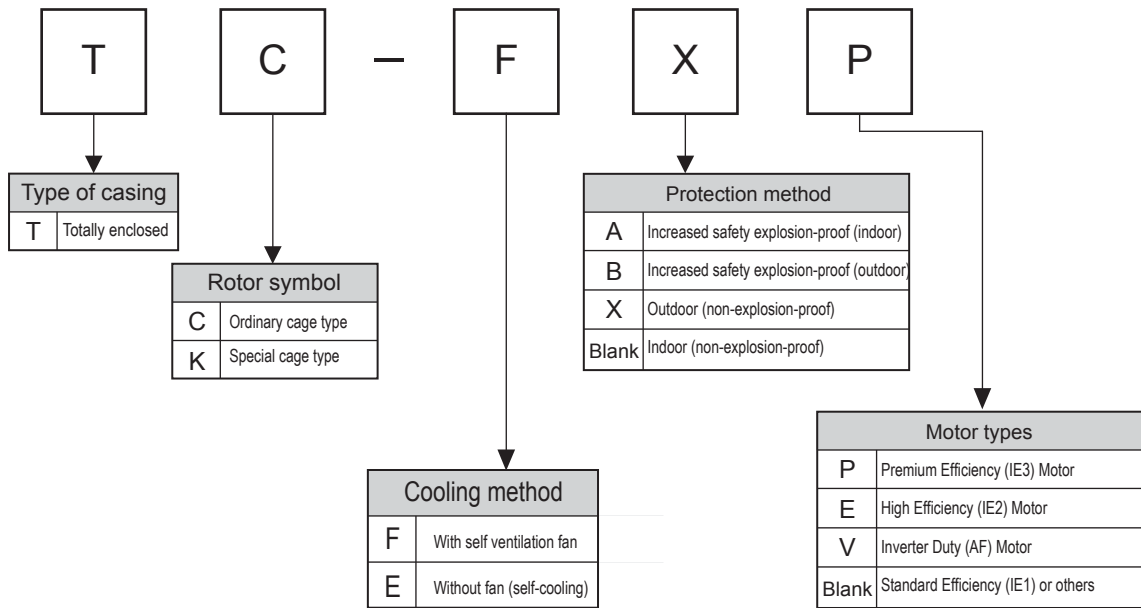 T C – F X P
Type of casing
T Totally enclosed
Rotor symbol
C Ordinary cage type
K Special cage type
Cooling method
F With self ventilation fan
E Without fan (self-cooling)
Protection method
A Increased safety explosion-proof (indoor)
B Increased safety explosion-proof (outdoor)
X Outdoor (non-explosion-proof)
Blank Indoor (non-explosion-proof)
Motor types
P Premium Efficiency (IE3) Motor
E High Efficiency (IE2) Motor
V Inverter Duty (AF) Motor
Blank Standard Efficiency (IE1) or others